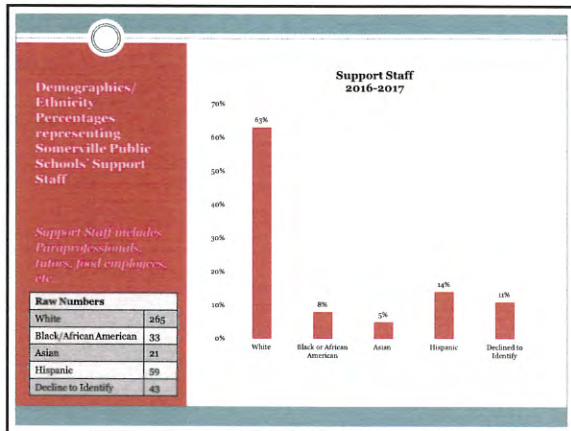 Demographics/
Ethnicity
Percentages
representing
Somerville Public
Schools' Support
Staff
Support Staff includes
Paraprofessionals,
tutors, food employees,
etc.
Raw Numbers
White 265
Black/African American 33
Asian 21
Hispanic 59
Decline to Identify 43
Support Staff
2016-2017
70%
60%
50%
40%
30%
20%
10%
0%
63%
8%
5%
14%
11%
White
Black or African
American
Asian
Hispanic
Declined to
Identify